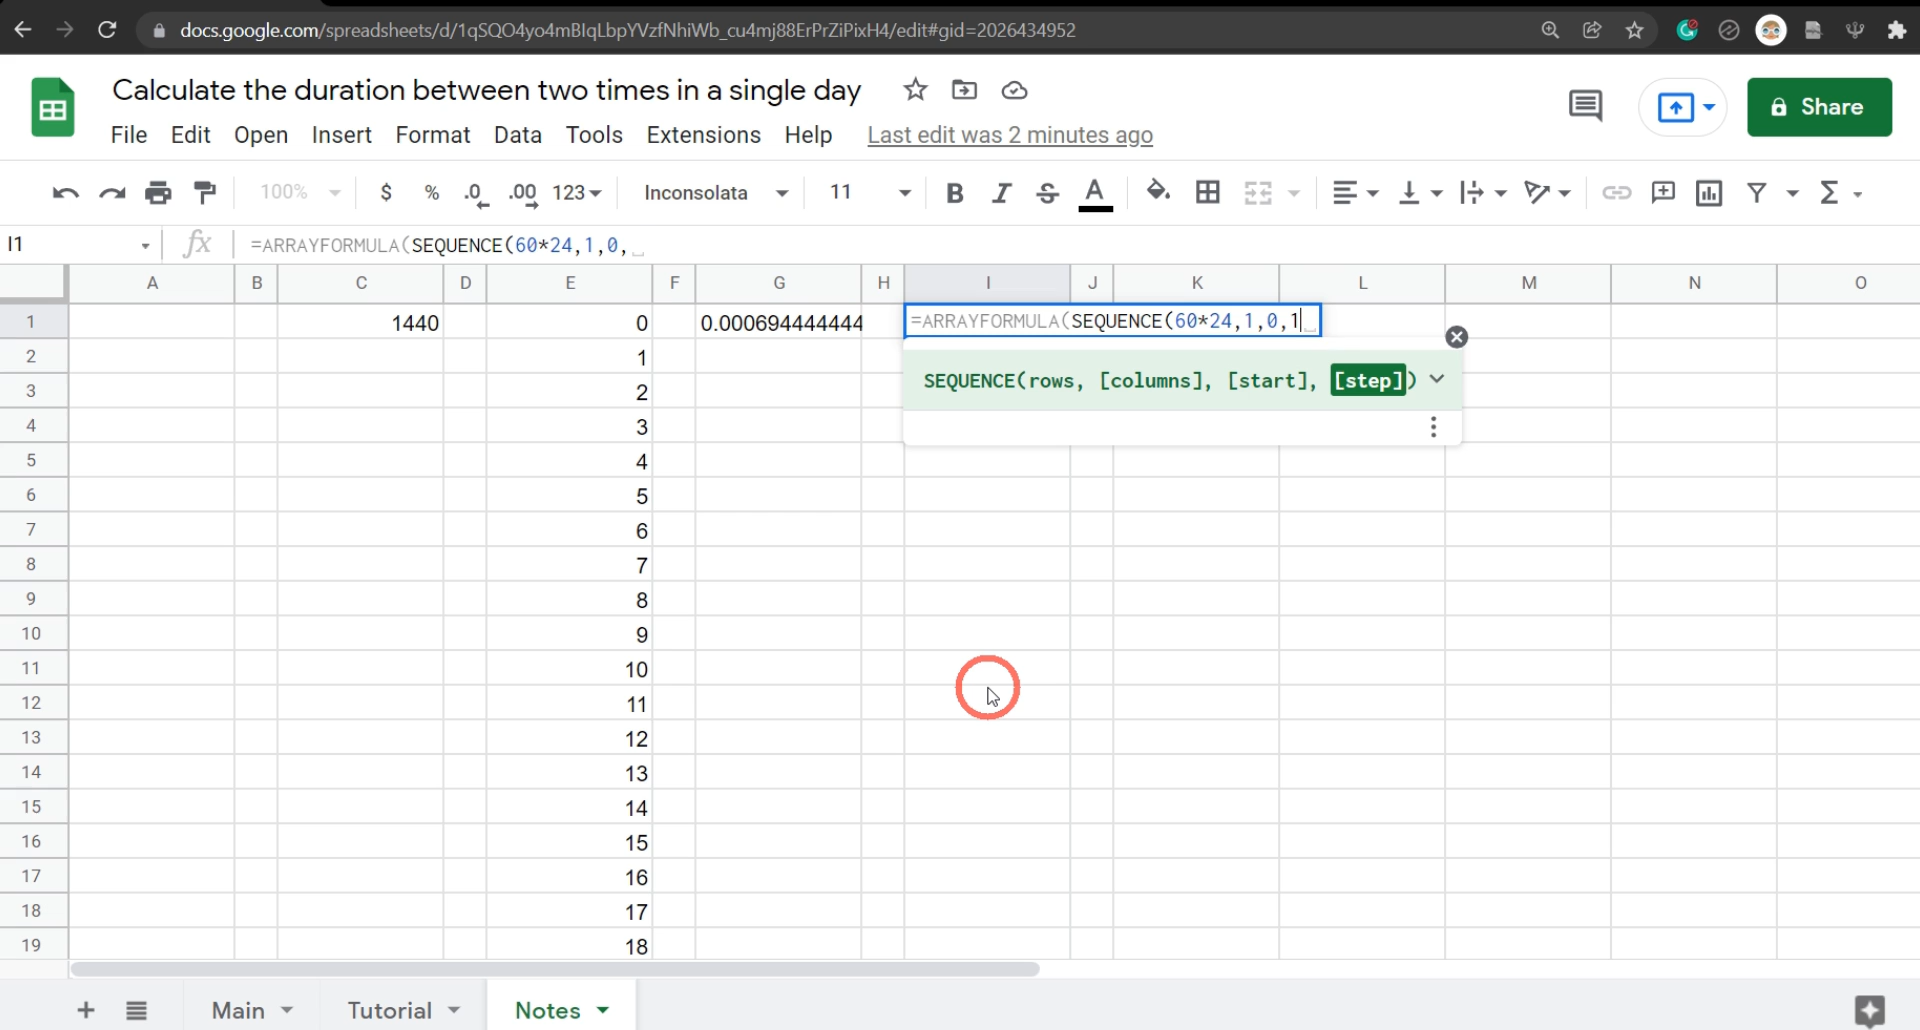 docs.google.com/spreadsheets/d/1qSQO4yo4mBlqLbpYVzfNhiWb_cu4mj88ErPrZiPixH4/edit#gid=2026434952
Calculate the duration between two times in a single day
Share
File Edit Open Insert Format Data Tools Extensions Help Last edit was 2 minutes ago
100% $ % .0 .00 123 Inconsolata 11 B I S A
I1 fx =ARRAYFORMULA(SEQUENCE(60*24,1,0,
A B C D E F G H I J K L M N O
1 1440 0 0.000694444444 =ARRAYFORMULA(SEQUENCE(60*24,1,0,1
2 1
SEQUENCE(rows, [columns], [start], [step])
3 2
4 3
5 4
6 5
7 6
8 7
9 8
10 9
11 10
12 11
13 12
14 13
15 14
16 15
17 16
18 17
19 18
Main Tutorial Notes